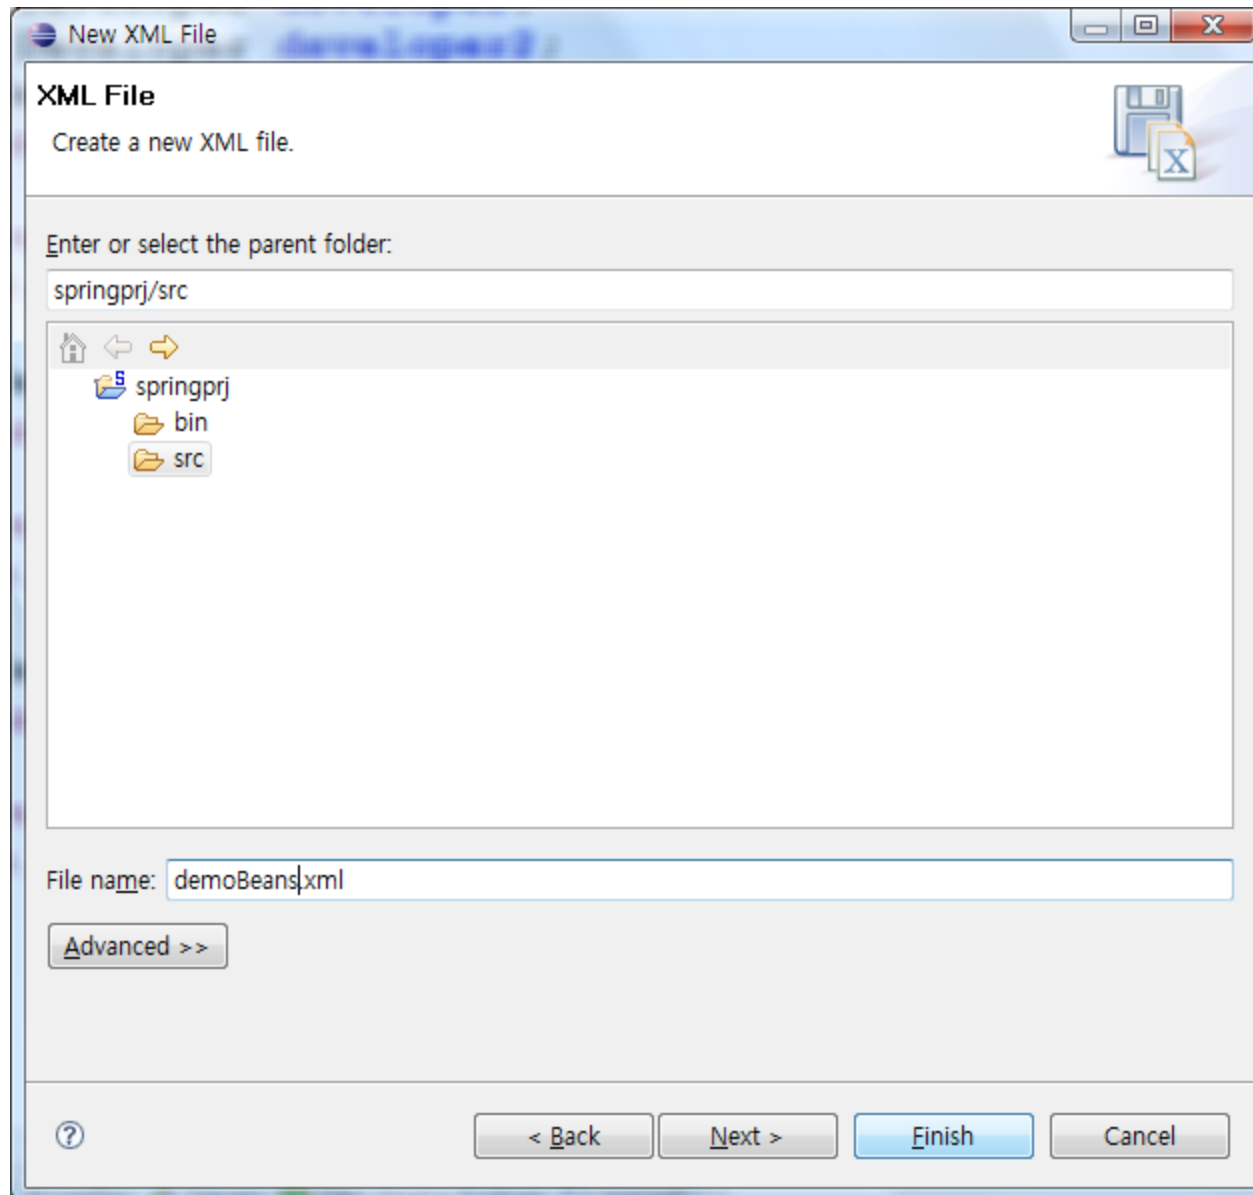 New XML File
developer2;
XML File
Create a new XML file.
X
Enter or select the parent folder:
springprj/src
S
springprj
bin
src
File name: demoBeans.xml
Advanced >>
? < Back Next > Finish Cancel